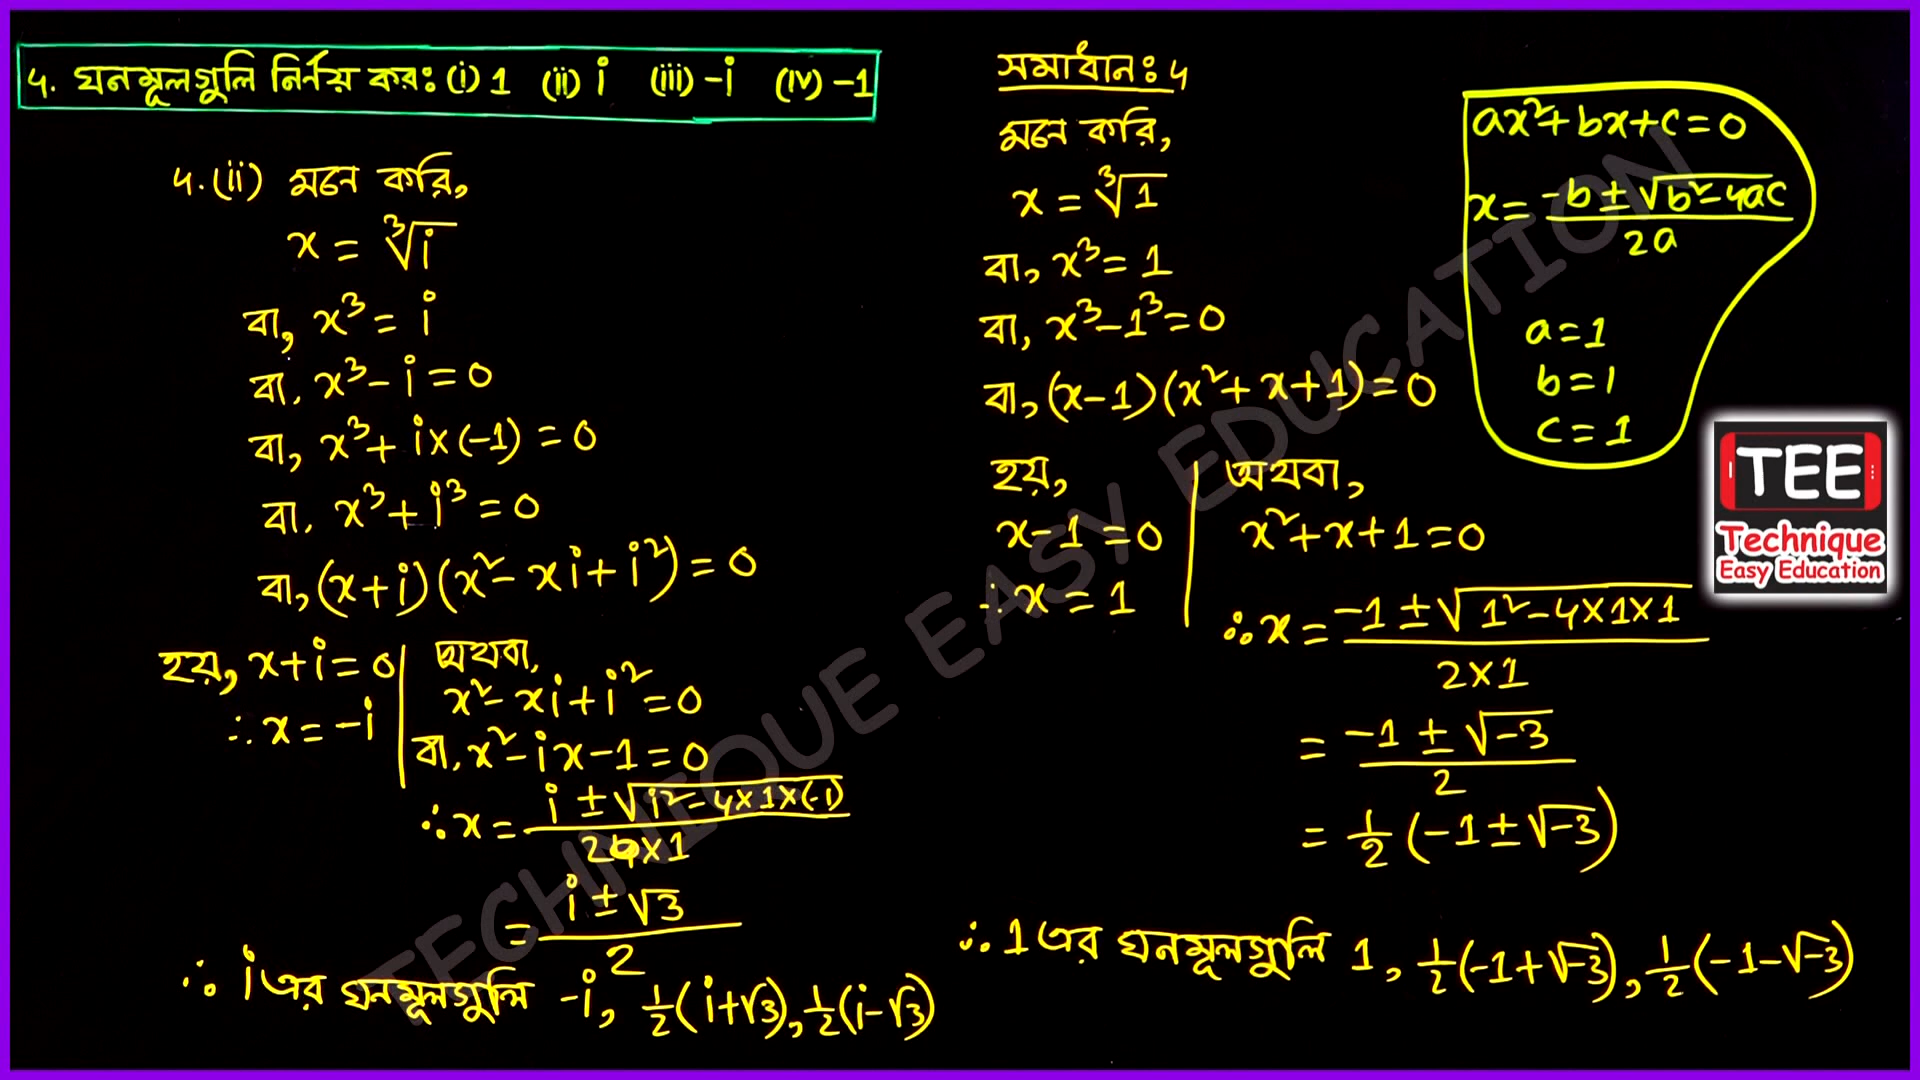 ৭. ঘনমূলগুলি নির্ণয় কর: (i) 1 (ii) i (iii) -i (iv) -1
৭.(ii) মনে করি,
x = ∛i
বা, x³ = i
বা, x³ - i = 0
বা, x³ + i×(-1) = 0
বা, x³ + i³ = 0
বা, (x+i)(x² - xi + i²) = 0
হয়, x+i=0
∴ x = -i
অথবা,
x² - xi + i² = 0
বা, x² - ix - 1 = 0
∴ x = (i ± √(i² - 4×1×(-1))) / (2×1)
= (i ± √3) / 2
∴ i এর ঘনমূলগুলি -i, ½(i+√3), ½(i-√3)
সমাধান: ৭
মনে করি,
x = ∛1
বা, x³ = 1
বা, x³ - 1³ = 0
বা, (x-1)(x² + x + 1) = 0
হয়,
x - 1 = 0
∴ x = 1
অথবা,
x² + x + 1 = 0
∴ x = (-1 ± √(1² - 4×1×1)) / (2×1)
= (-1 ± √-3) / 2
= ½(-1 ± √-3)
∴ 1 এর ঘনমূলগুলি 1, ½(-1+√-3), ½(-1-√-3)
ax² + bx + c = 0
x = (-b ± √(b² - 4ac)) / 2a
a = 1
b = 1
c = 1
TEE
Technique
Easy Education
TECHNIQUE EASY EDUCATION